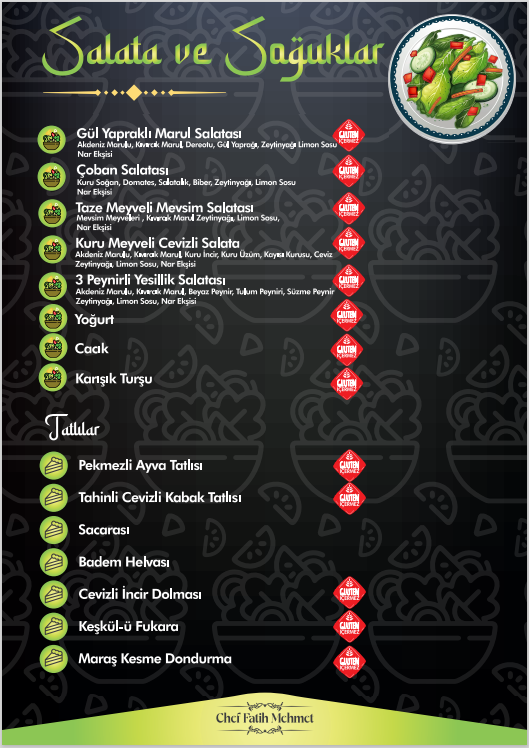 Salata ve Soğuklar
Gül Yapraklı Marul Salatası
GLUTEN
İÇERMEZ
Akdeniz Marulu, Kıvırcık Marul, Dereotu, Gül Yaprağı, Zeytinyağı Limon Sosu
Nar Ekşisi
Çoban Salatası
GLUTEN
İÇERMEZ
Kuru Soğan, Domates, Salatalık, Biber, Zeytinyağı, Limon Sosu
Nar Ekşisi
Taze Meyveli Mevsim Salatası
GLUTEN
İÇERMEZ
Mevsim Meyveleri , Kıvırcık Marul Zeytinyağı, Limon Sosu,
Nar Ekşisi
Kuru Meyveli Cevizli Salata
GLUTEN
İÇERMEZ
Akdeniz Marulu, Kıvırcık Marul, Kuru İncir, Kuru Üzüm, Kayısı Kurusu, Ceviz
Zeytinyağı, Limon Sosu, Nar Ekşisi
3 Peynirli Yesillik Salatası
GLUTEN
İÇERMEZ
Akdeniz Marulu, Kıvırcık Marul, Beyaz Peynir, Tulum Peyniri, Süzme Peynir
Zeytinyağı, Limon Sosu, Nar Ekşisi
Yoğurt
GLUTEN
İÇERMEZ
Cacık
GLUTEN
İÇERMEZ
Karışık Turşu
GLUTEN
İÇERMEZ
Tatlılar
Pekmezli Ayva Tatlısı
GLUTEN
İÇERMEZ
Tahinli Cevizli Kabak Tatlısı
GLUTEN
İÇERMEZ
Sacarası
Badem Helvası
Cevizli İncir Dolması
GLUTEN
İÇERMEZ
Keşkül-ü Fukara
GLUTEN
İÇERMEZ
Maraş Kesme Dondurma
GLUTEN
İÇERMEZ
Chef Fatih Mehmet